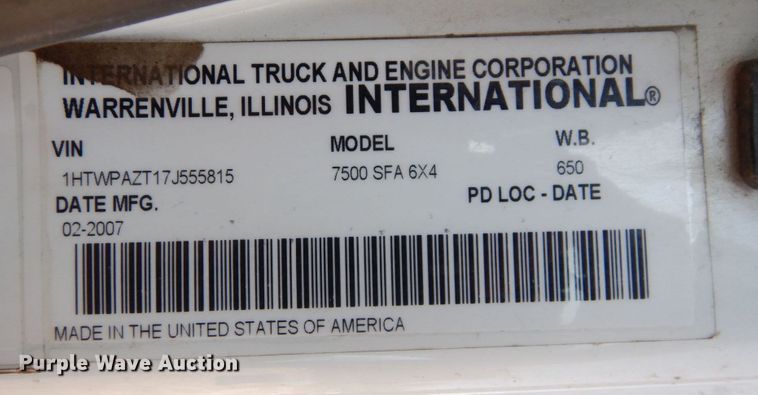 INTERNATIONAL TRUCK AND ENGINE CORPORATION
WARRENVILLE, ILLINOIS INTERNATIONAL®
VIN MODEL W.B.
1HTWPAZT17J555815 7500 SFA 6X4 650
DATE MFG. PD LOC - DATE
02-2007
MADE IN THE UNITED STATES OF AMERICA
Purple Wave Auction